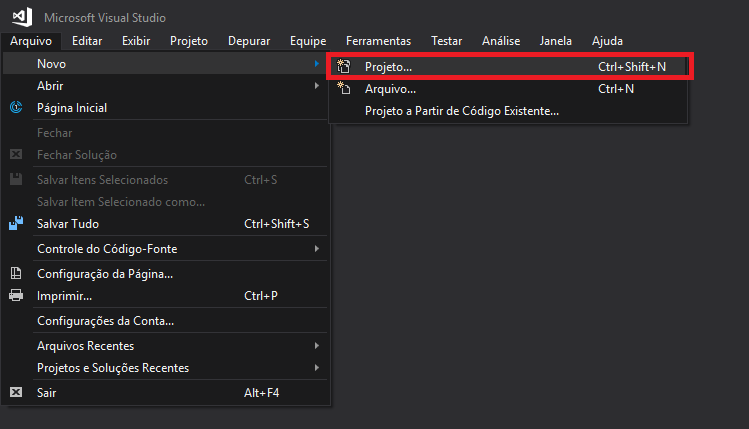 Microsoft Visual Studio
Arquivo Editar Exibir Projeto Depurar Equipe Ferramentas Testar Análise Janela Ajuda
Novo
Projeto... Ctrl+Shift+N
Abrir
Arquivo... Ctrl+N
Página Inicial
Projeto a Partir de Código Existente...
Fechar
Fechar Solução
Salvar Itens Selecionados Ctrl+S
Salvar Item Selecionado como...
Salvar Tudo Ctrl+Shift+S
Controle do Código-Fonte
Configuração da Página...
Imprimir... Ctrl+P
Configurações da Conta...
Arquivos Recentes
Projetos e Soluções Recentes
Sair Alt+F4